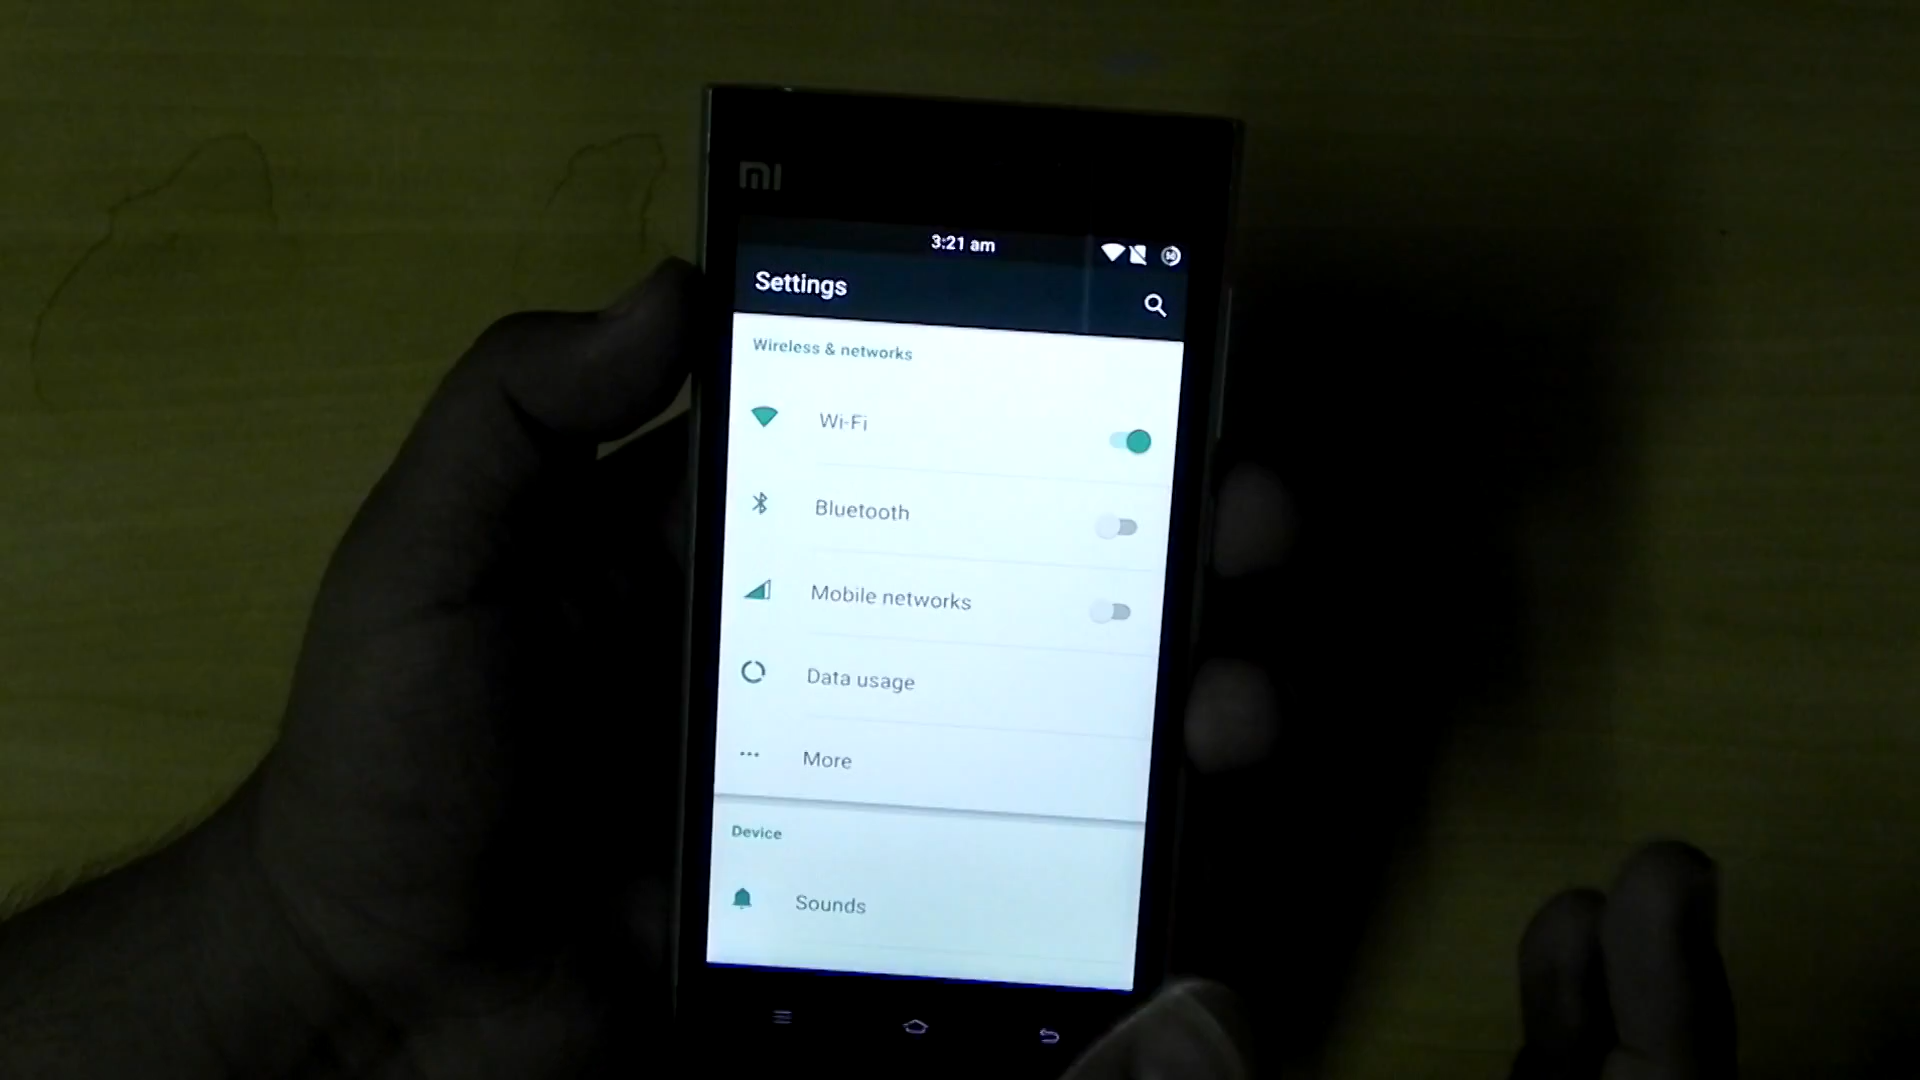 mi
3:21 am
Settings
Wireless & networks
Wi-Fi
Bluetooth
Mobile networks
Data usage
More
Device
Sounds